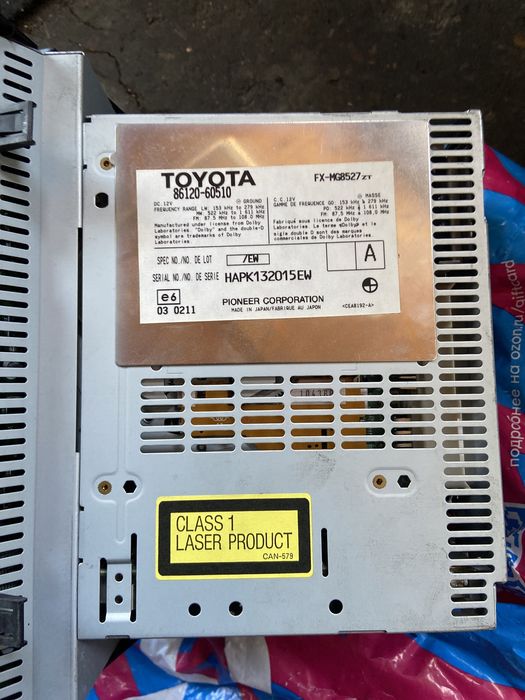 TOYOTA
FX-MG8527ZT
86120-60510
DC.12V ⊖ GROUND
FREQUENCY RANGE LW. 153 kHz to 279 kHz
MW. 522 kHz to 1 611 kHz
FM 87.5 MHz to 108.0 MHz
Manufactured under license from Dolby
Laboratories. "Dolby" and the double-D
symbol are trademarks of Dolby
Laboratories.
C.C.12V ⊖ MASSE
GAMME DE FREQUENCE GO. 153 kHz à 279 kHz
PO. 522 kHz à 1 611 kHz
FM 87.5 MHz à 108.0 MHz
Fabriqué sous licence de Dolby
Laboratories. Le terme «Dolby» et le
sigle double D sont des marques
commerciales de Dolby Laboratories.
SPEC NO./NO. DE LOT /EW
A
SERIAL NO./NO. DE SERIE HAPK132015EW
e6
03 0211
PIONEER CORPORATION
MADE IN JAPAN/FABRIQUE AU JAPON
<CEA8192-A>
CLASS 1
LASER PRODUCT
CAN-579
подробнее на ozon.ru/giftcard